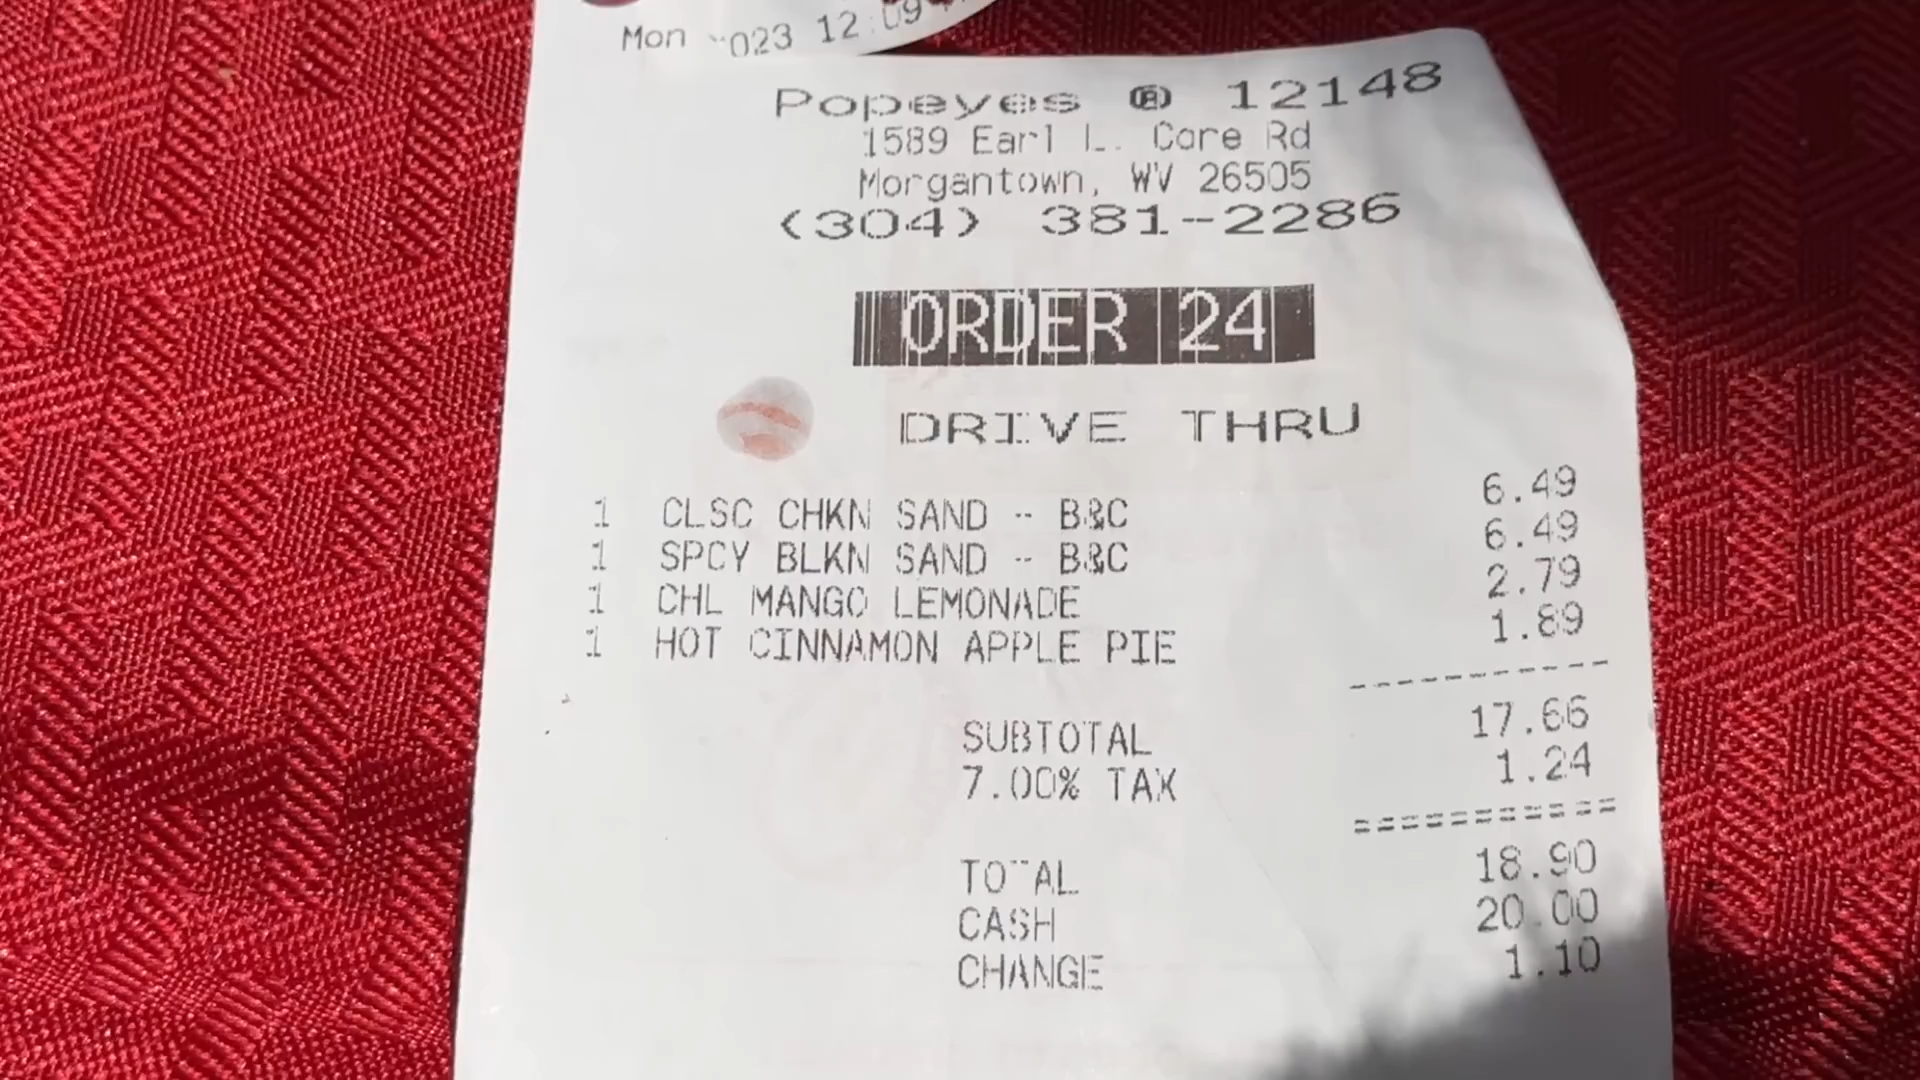 Mon 023 12:09
Popeyes ® 12148
1589 Earl L. Core Rd
Morgantown, WV 26505
(304) 381-2286
ORDER 24
DRIVE THRU
1 CLSC CHKN SAND -- B&C 6.49
1 SPCY BLKN SAND -- B&C 6.49
1 CHL MANGO LEMONADE 2.79
1 HOT CINNAMON APPLE PIE 1.89
----------
SUBTOTAL 17.66
7.00% TAX 1.24
==========
TOTAL 18.90
CASH 20.00
CHANGE 1.10